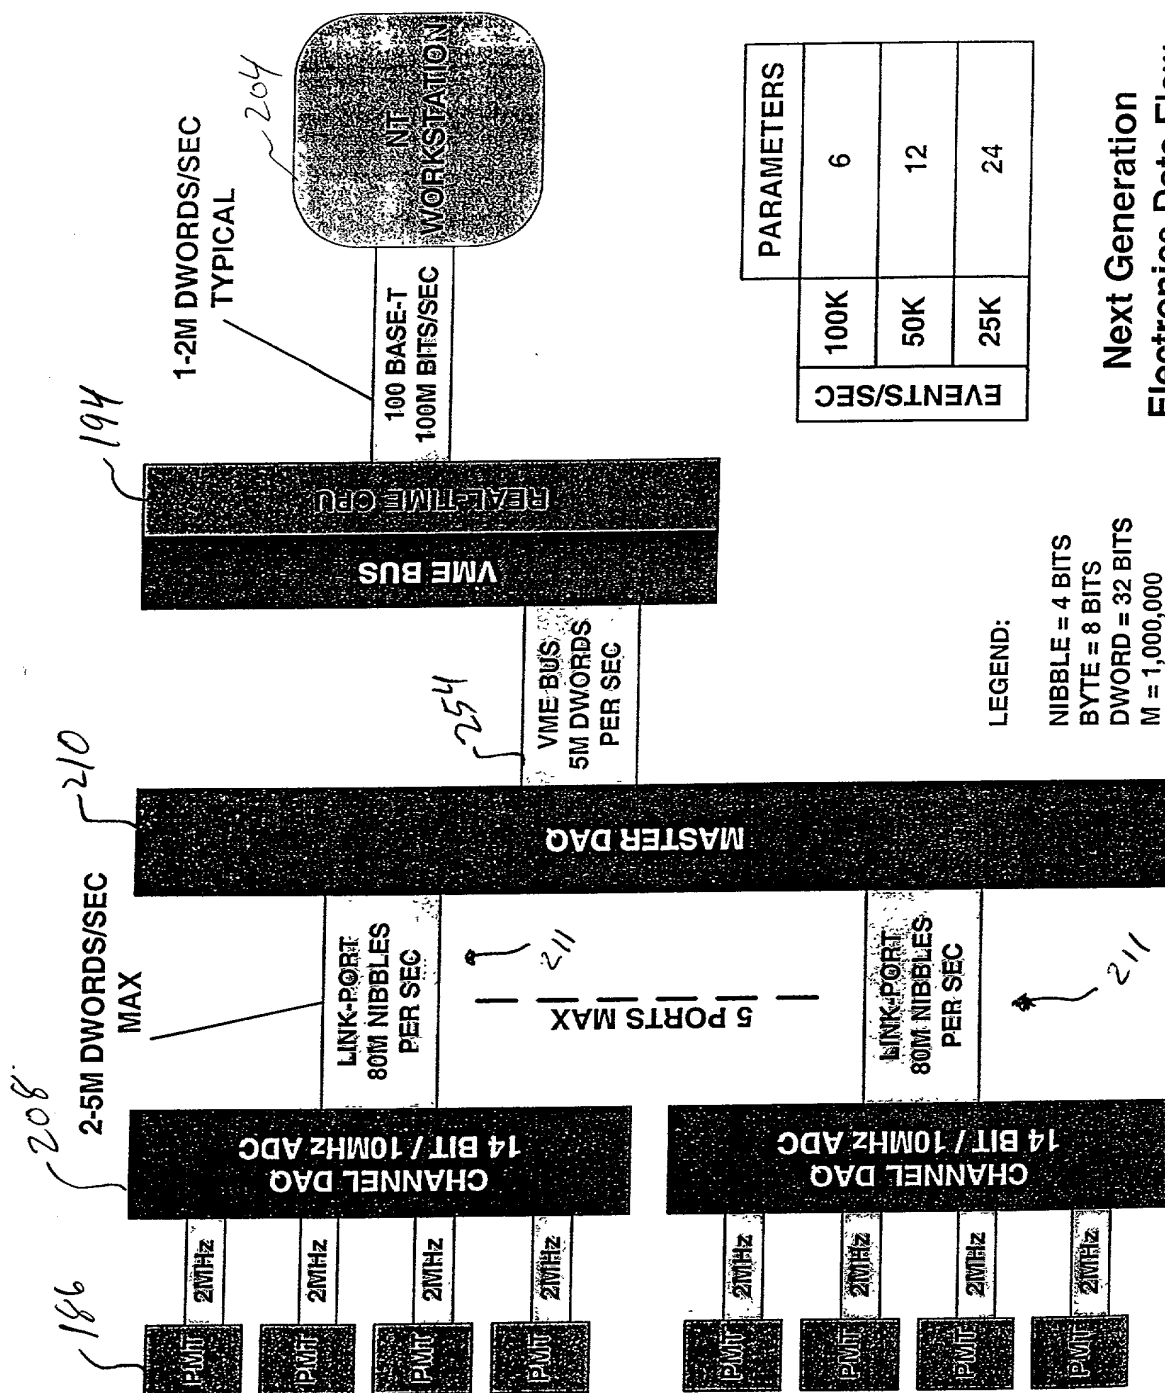 186
208
2-5M DWORDS/SEC
MAX
210
254
194
1-2M DWORDS/SEC
TYPICAL
204
PMT
PMT
PMT
PMT
PMT
PMT
PMT
PMT
2MHz
2MHz
2MHz
2MHz
2MHz
2MHz
2MHz
2MHz
CHANNEL DAQ
14 BIT / 10MHz ADC
CHANNEL DAQ
14 BIT / 10MHz ADC
LINK-PORT
80M NIBBLES
PER SEC
211
5 PORTS MAX
LINK-PORT
80M NIBBLES
PER SEC
211
MASTER DAQ
VME BUS
5M DWORDS
PER SEC
VME BUS
REAL-TIME CPU
100 BASE-T
100M BITS/SEC
NT
WORKSTATION
LEGEND:
NIBBLE = 4 BITS
BYTE = 8 BITS
DWORD = 32 BITS
M = 1,000,000
PARAMETERS
EVENTS/SEC
100K 6
50K 12
25K 24
Next Generation
Electronics Data Flow